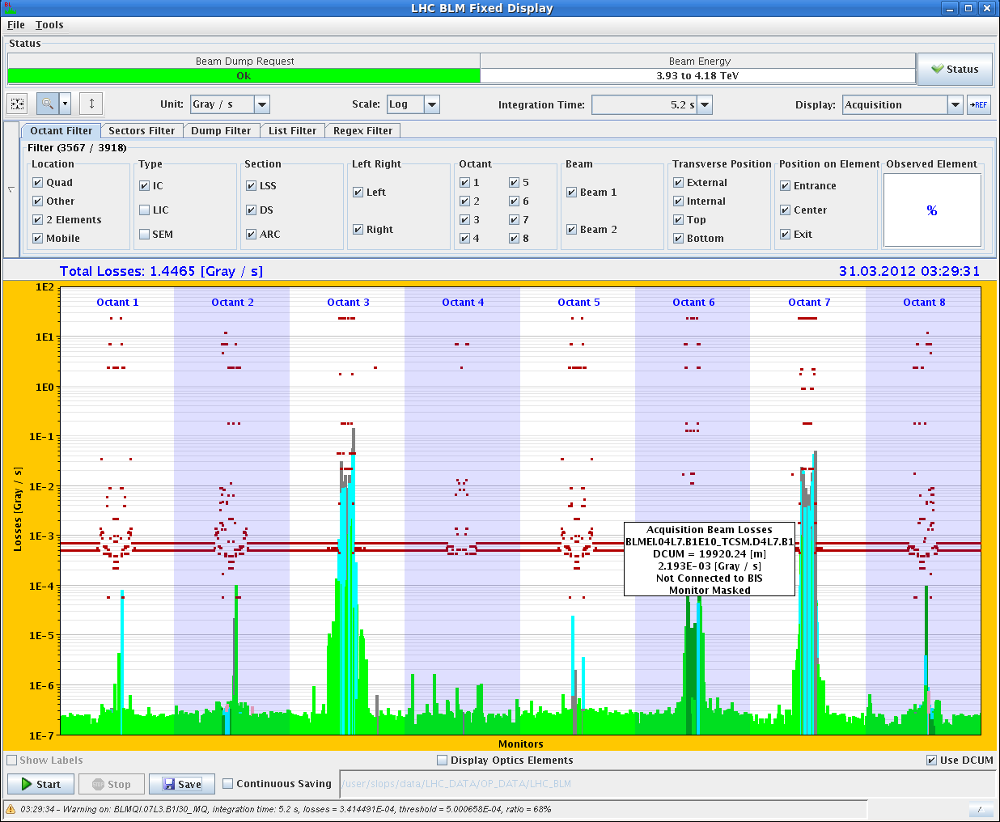 LHC BLM Fixed Display
File Tools
Status
Beam Dump Request
Beam Energy
Ok
3.93 to 4.18 TeV
Status
Unit: Gray / s
Scale: Log
Integration Time: 5.2 s
Display: Acquisition
REF
Octant Filter
Sectors Filter
Dump Filter
List Filter
Regex Filter
Filter (3567 / 3918)
Location
Quad
Other
2 Elements
Mobile
Type
IC
LIC
SEM
Section
LSS
DS
ARC
Left Right
Left
Right
Octant
1
2
3
4
5
6
7
8
Beam
Beam 1
Beam 2
Transverse Position
External
Internal
Top
Bottom
Position on Element
Entrance
Center
Exit
Observed Element
%
Total Losses: 1.4465 [Gray / s]
31.03.2012 03:29:31
Octant 1
Octant 2
Octant 3
Octant 4
Octant 5
Octant 6
Octant 7
Octant 8
1E2
1E1
1E0
1E-1
1E-2
1E-3
1E-4
1E-5
1E-6
1E-7
Losses [Gray / s]
Acquisition Beam Losses
BLMEI.04L7.B1E10_TCSM.D4L7.B1
DCUM = 19920.24 [m]
2.193E-03 [Gray / s]
Not Connected to BIS
Monitor Masked
Monitors
Show Labels
Display Optics Elements
Use DCUM
Start
Stop
Save
Continuous Saving
/user/slops/data/LHC_DATA/OP_DATA/LHC_BLM
03:29:34 - Warning on: BLMQI.07L3.B1I30_MQ, integration time: 5.2 s, losses = 3.414491E-04, threshold = 5.000658E-04, ratio = 68%